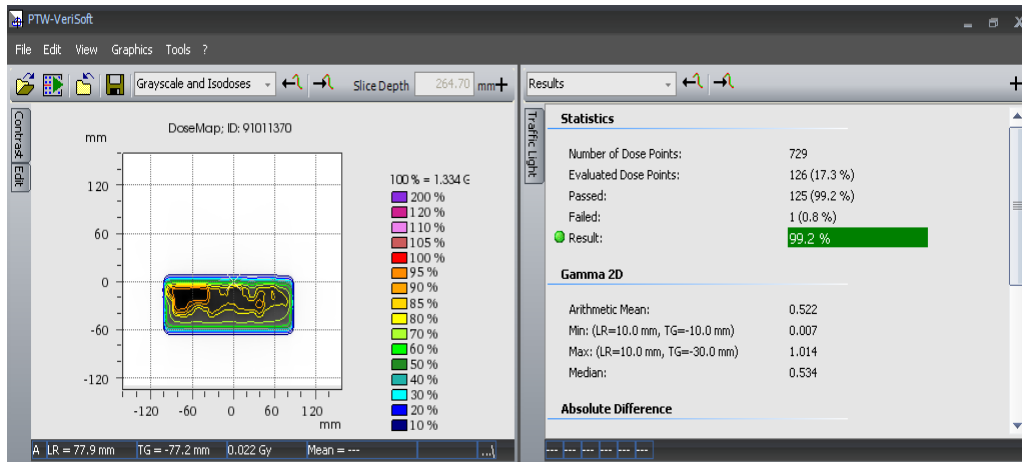 PTW-VeriSoft
File Edit View Graphics Tools ?
Grayscale and Isodoses Slice Depth 264.70 mm
Contrast Edit
DoseMap; ID: 91011370
mm
120
60
0
-60
-120
-120 -60 0 60 120
mm
100 % = 1.334 G
200 %
120 %
110 %
105 %
100 %
95 %
90 %
85 %
80 %
70 %
60 %
50 %
40 %
30 %
20 %
10 %
A LR = 77.9 mm TG = -77.2 mm 0.022 Gy Mean = --- ...\
Results
Traffic Light
Statistics
Number of Dose Points: 729
Evaluated Dose Points: 126 (17.3 %)
Passed: 125 (99.2 %)
Failed: 1 (0.8 %)
Result: 99.2 %
Gamma 2D
Arithmetic Mean: 0.522
Min: (LR=10.0 mm, TG=-10.0 mm) 0.007
Max: (LR=10.0 mm, TG=-30.0 mm) 1.014
Median: 0.534
Absolute Difference
--- --- --- --- --- ---